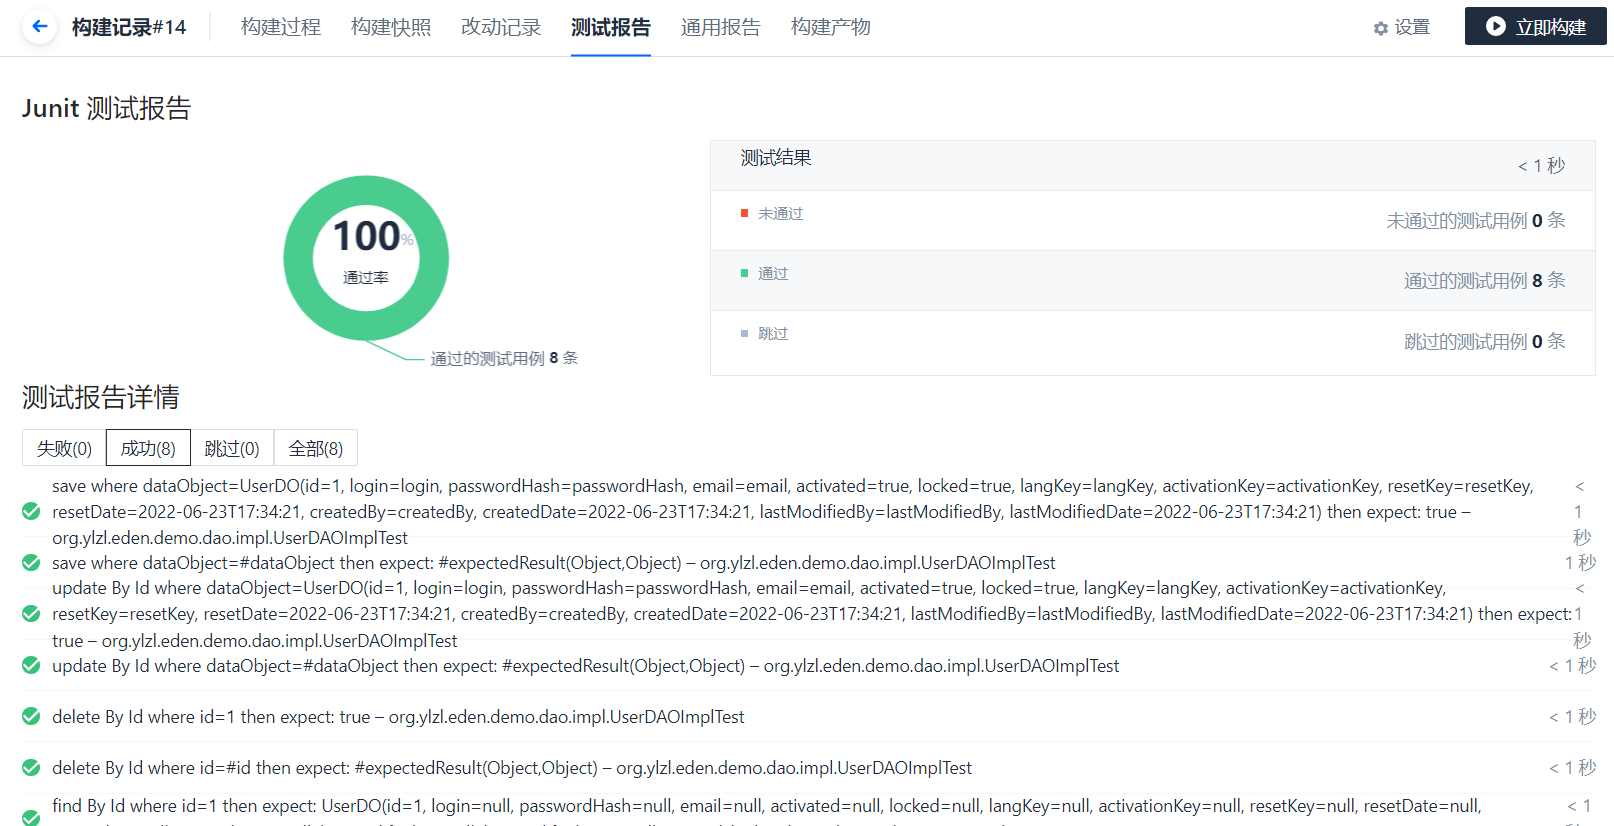 构建记录#14
构建过程
构建快照
改动记录
测试报告
通用报告
构建产物
设置
立即构建
Junit 测试报告
100%
通过率
通过的测试用例 8 条
测试结果
< 1 秒
未通过
未通过的测试用例 0 条
通过
通过的测试用例 8 条
跳过
跳过的测试用例 0 条
测试报告详情
失败(0)
成功(8)
跳过(0)
全部(8)
save where dataObject=UserDO(id=1, login=login, passwordHash=passwordHash, email=email, activated=true, locked=true, langKey=langKey, activationKey=activationKey, resetKey=resetKey,
resetDate=2022-06-23T17:34:21, createdBy=createdBy, createdDate=2022-06-23T17:34:21, lastModifiedBy=lastModifiedBy, lastModifiedDate=2022-06-23T17:34:21) then expect: true –
org.ylzl.eden.demo.dao.impl.UserDAOImplTest
<
1
秒
save where dataObject=#dataObject then expect: #expectedResult(Object,Object) – org.ylzl.eden.demo.dao.impl.UserDAOImplTest
1 秒
update By Id where dataObject=UserDO(id=1, login=login, passwordHash=passwordHash, email=email, activated=true, locked=true, langKey=langKey, activationKey=activationKey,
resetKey=resetKey, resetDate=2022-06-23T17:34:21, createdBy=createdBy, createdDate=2022-06-23T17:34:21, lastModifiedBy=lastModifiedBy, lastModifiedDate=2022-06-23T17:34:21) then expect:
true – org.ylzl.eden.demo.dao.impl.UserDAOImplTest
<
1
秒
update By Id where dataObject=#dataObject then expect: #expectedResult(Object,Object) – org.ylzl.eden.demo.dao.impl.UserDAOImplTest
< 1 秒
delete By Id where id=1 then expect: true – org.ylzl.eden.demo.dao.impl.UserDAOImplTest
< 1 秒
delete By Id where id=#id then expect: #expectedResult(Object,Object) – org.ylzl.eden.demo.dao.impl.UserDAOImplTest
< 1 秒
find By Id where id=1 then expect: UserDO(id=1, login=null, passwordHash=null, email=null, activated=null, locked=null, langKey=null, activationKey=null, resetKey=null, resetDate=null,
< 1